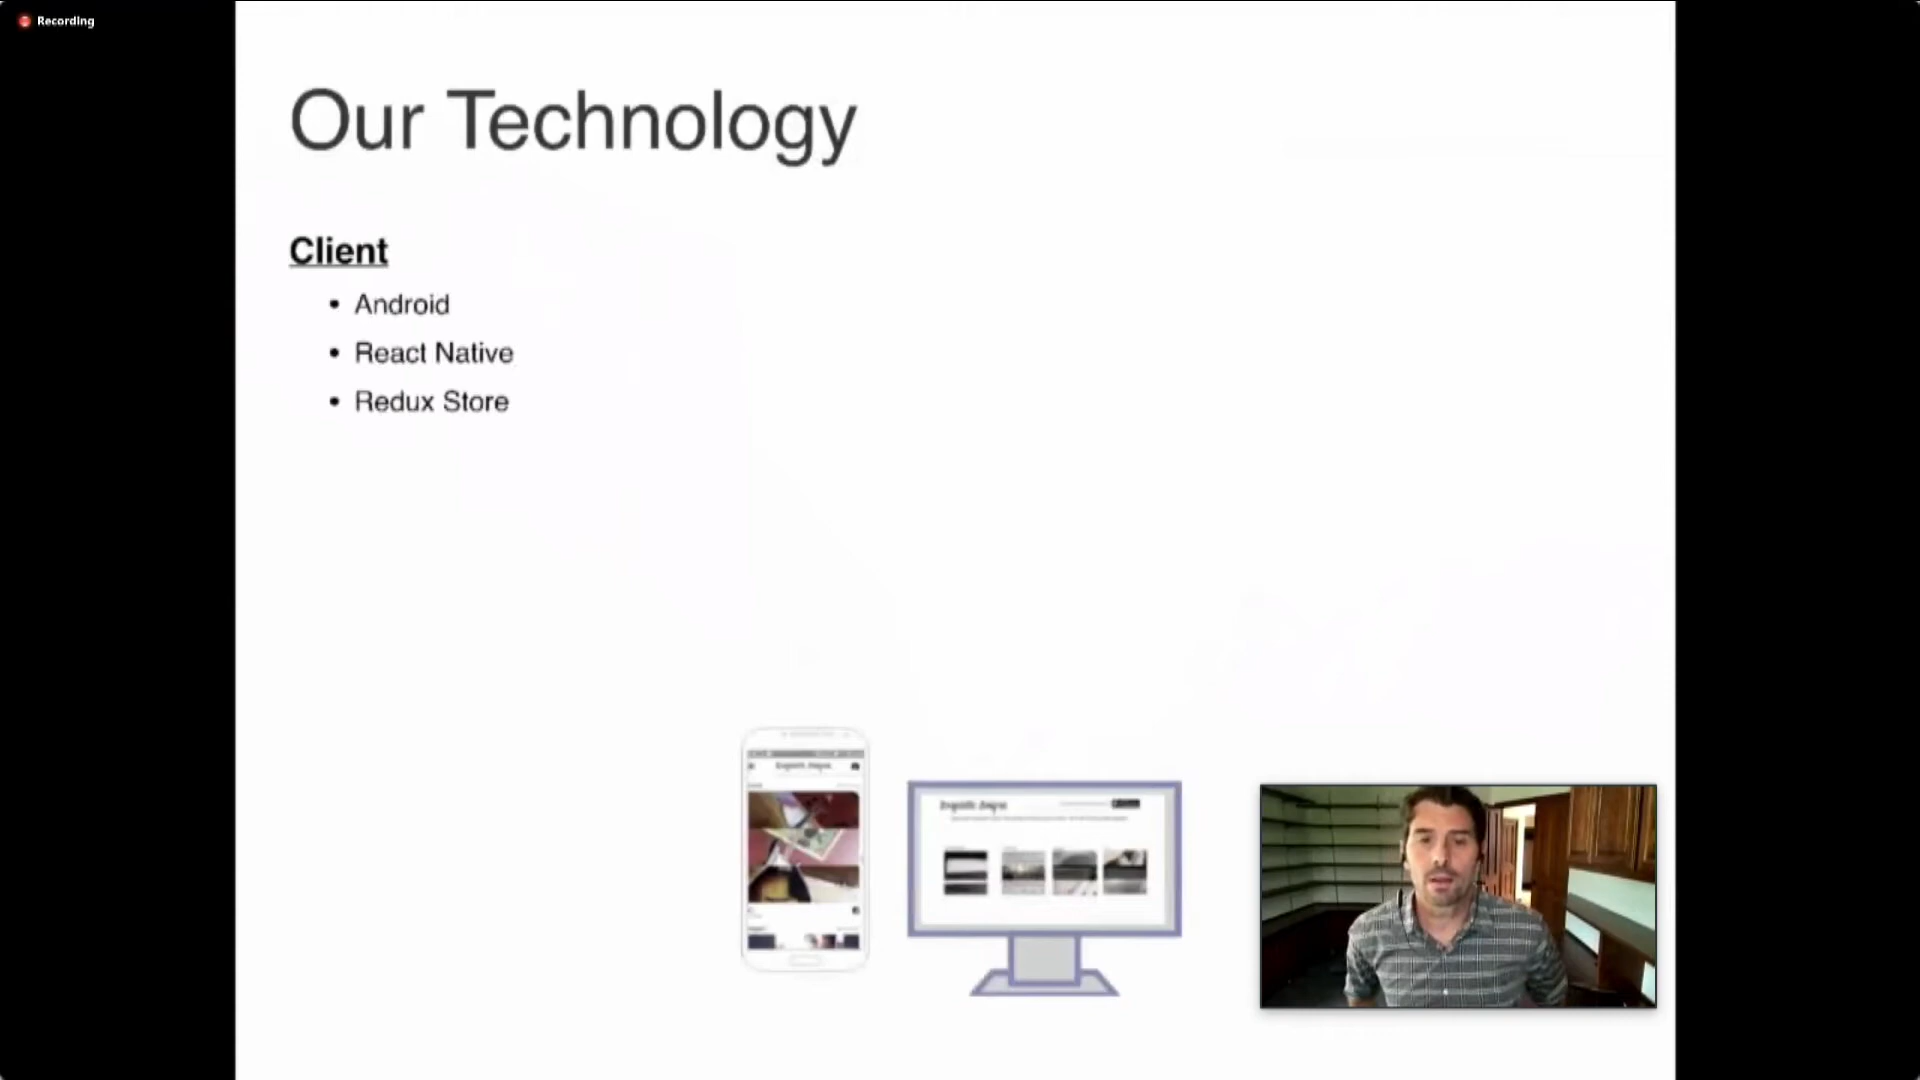 Recording
Our Technology
Client
• Android
• React Native
• Redux Store